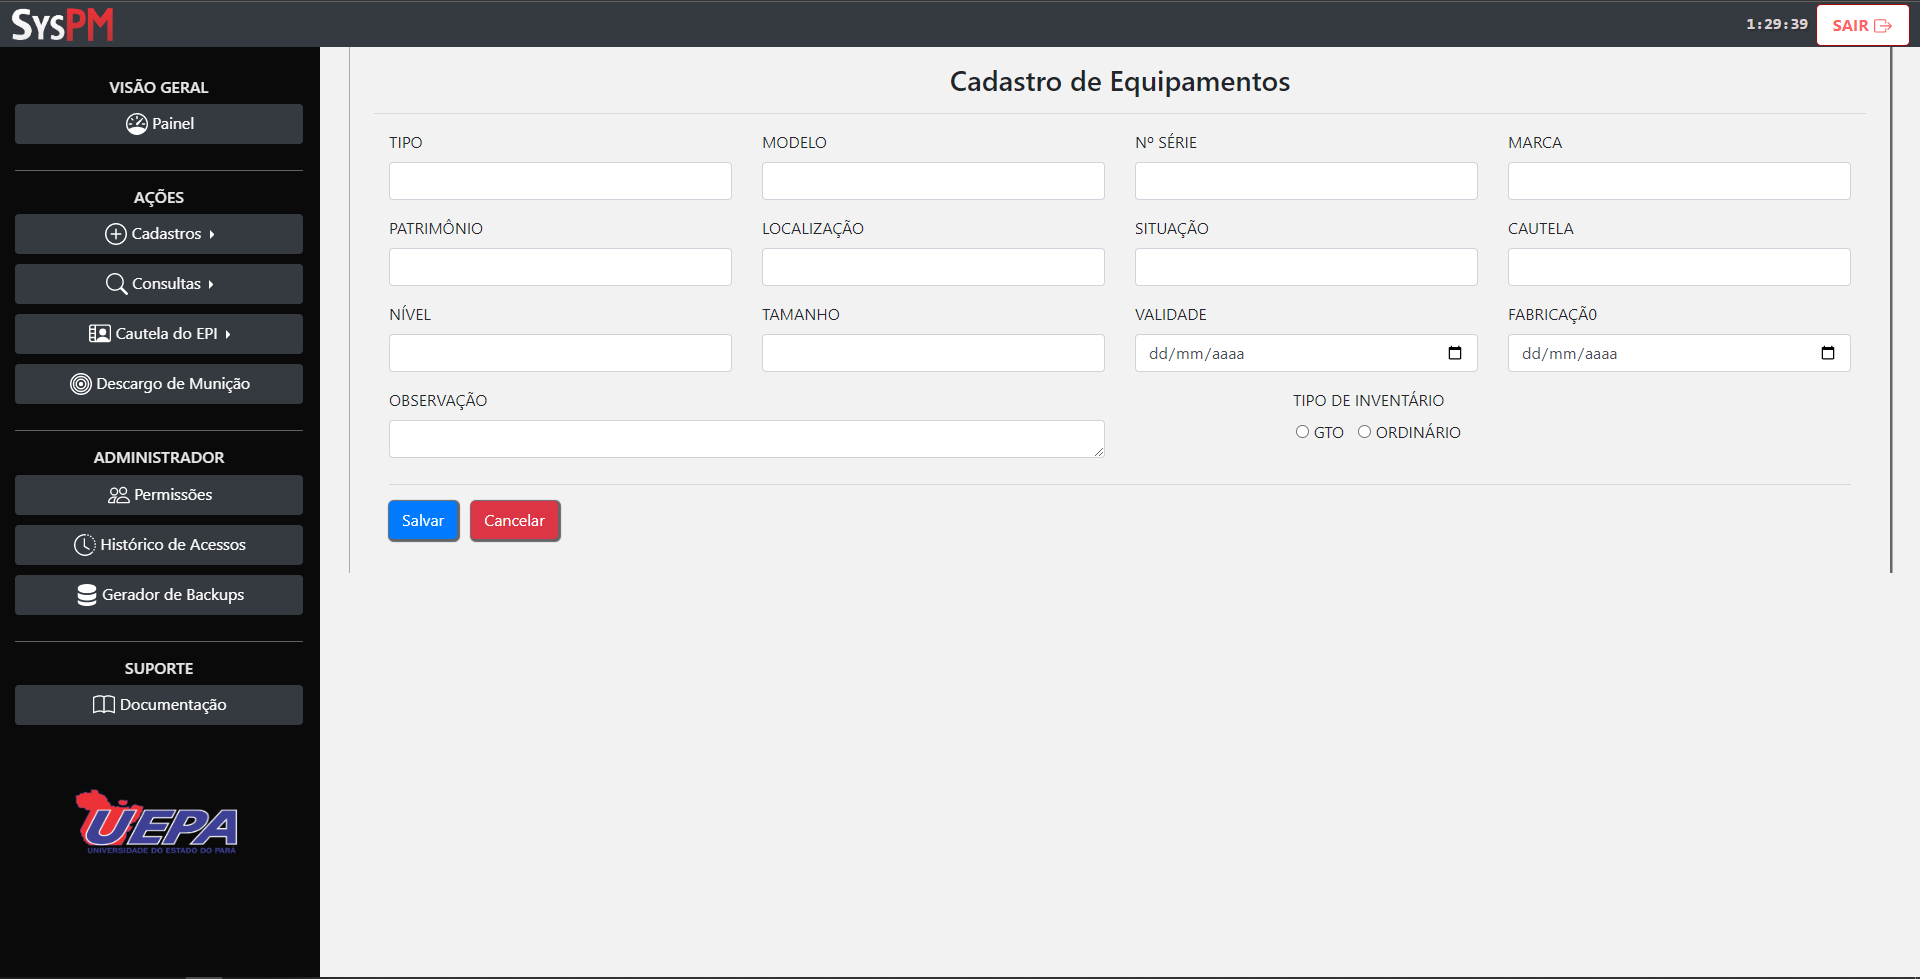 SysPM
1:29:39
SAIR
VISÃO GERAL
Painel
AÇÕES
Cadastros
Consultas
Cautela do EPI
Descargo de Munição
ADMINISTRADOR
Permissões
Histórico de Acessos
Gerador de Backups
SUPORTE
Documentação
UEPA
UNIVERSIDADE DO ESTADO DO PARÁ
Cadastro de Equipamentos
TIPO MODELO Nº SÉRIE MARCA
PATRIMÔNIO LOCALIZAÇÃO SITUAÇÃO CAUTELA
NÍVEL TAMANHO VALIDADE FABRICAÇÃ0
dd/mm/aaaa dd/mm/aaaa
OBSERVAÇÃO TIPO DE INVENTÁRIO
GTO ORDINÁRIO
Salvar Cancelar